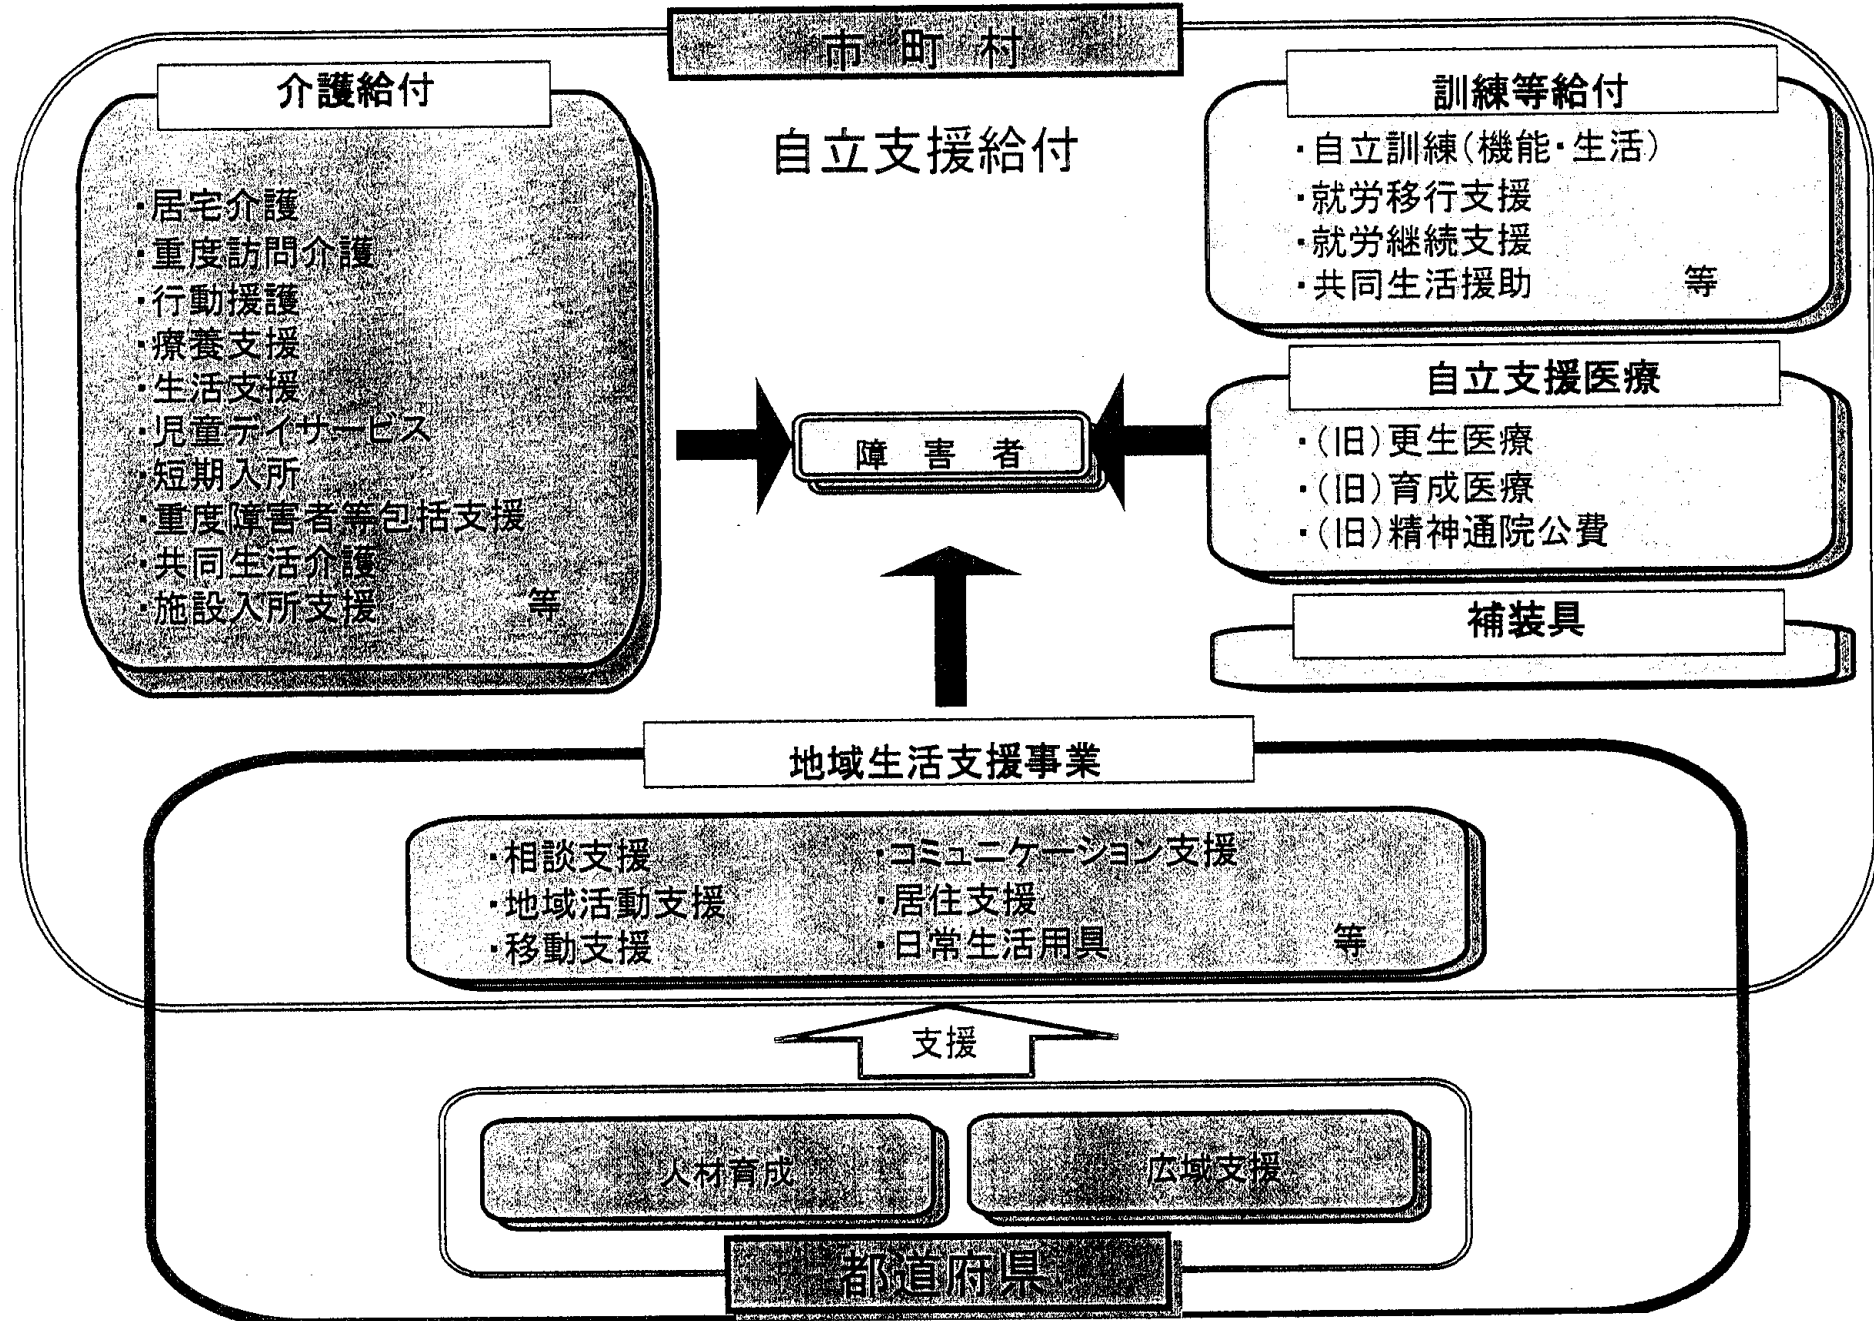 市町村
介護給付
・居宅介護
・重度訪問介護
・行動援護
・療養支援
・生活支援
・児童デイサービス
・短期入所
・重度障害者等包括支援
・共同生活介護
・施設入所支援 等
自立支援給付
訓練等給付
・自立訓練(機能・生活)
・就労移行支援
・就労継続支援
・共同生活援助 等
自立支援医療
・(旧)更生医療
・(旧)育成医療
・(旧)精神通院公費
補装具
障害者
地域生活支援事業
・相談支援
・地域活動支援
・移動支援
・コミュニケーション支援
・居住支援
・日常生活用具 等
支援
人材育成
広域支援
都道府県